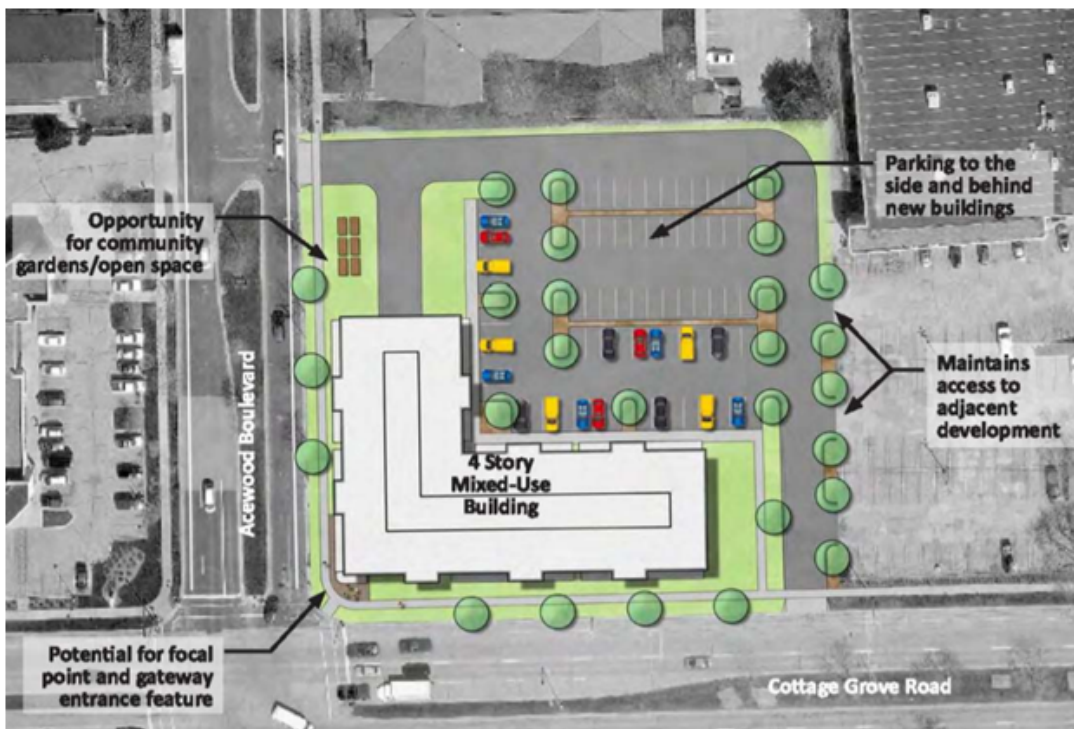 Parking to the
side and behind
new buildings
Opportunity
for community
gardens/open space
Acewood Boulevard
Maintains
access to
adjacent
development
4 Story
Mixed-Use
Building
Potential for focal
point and gateway
entrance feature
Cottage Grove Road